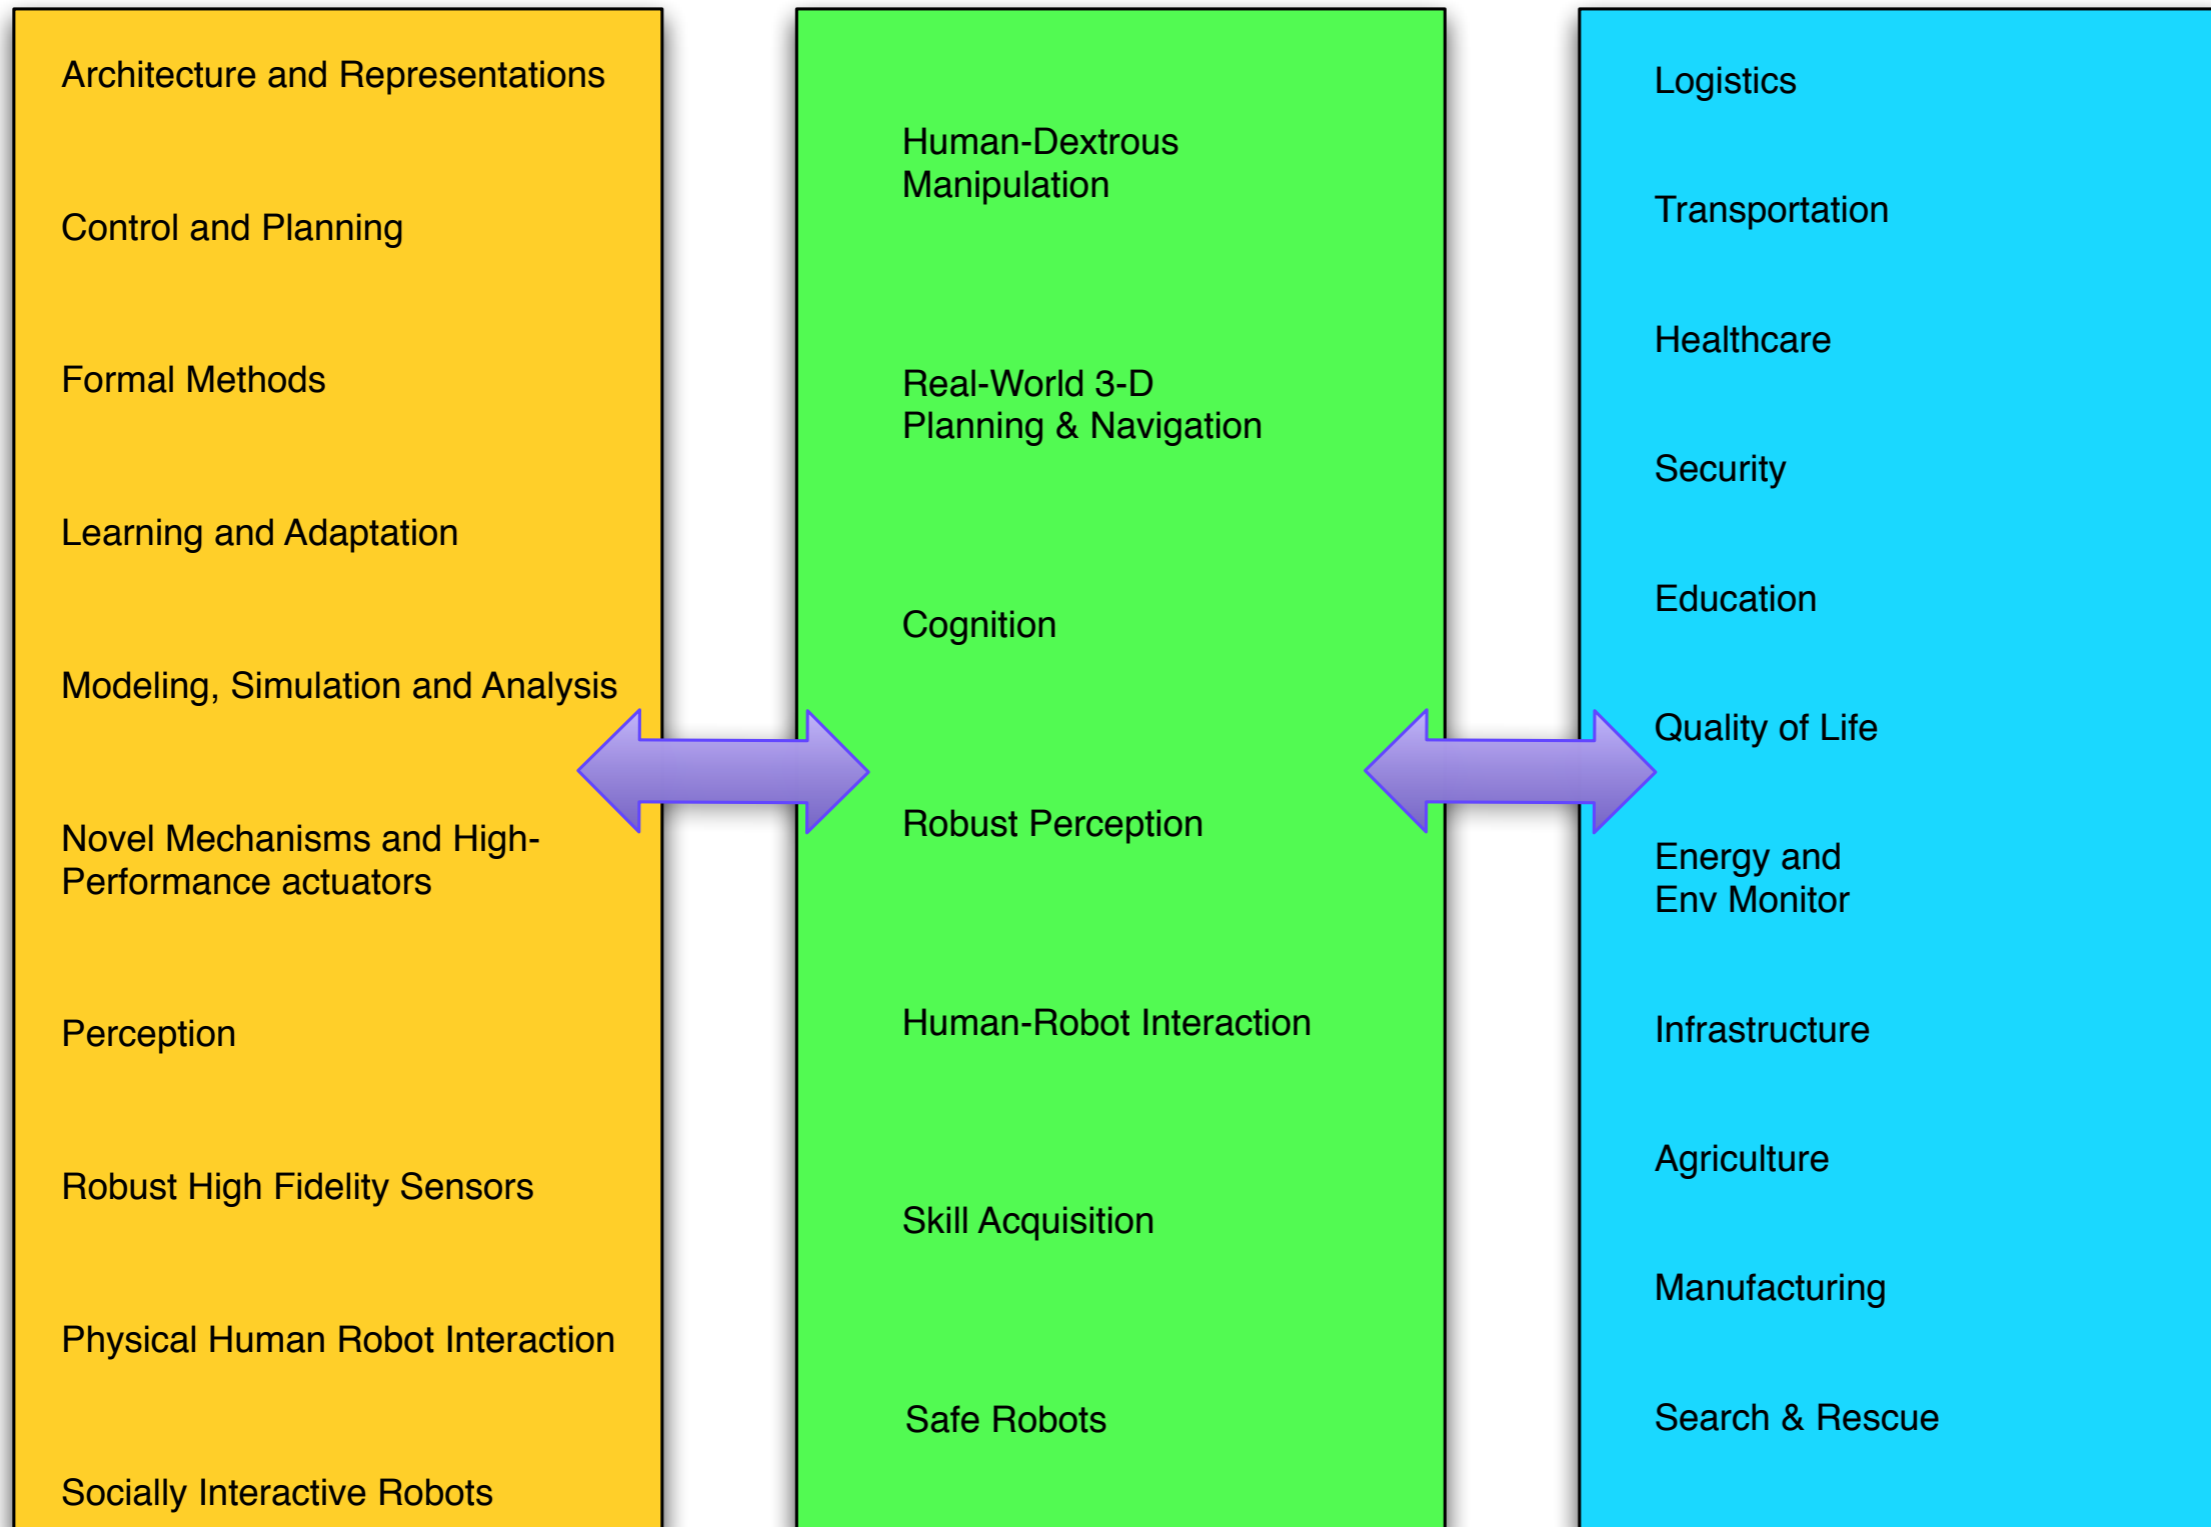 Architecture and Representations
Control and Planning
Formal Methods
Learning and Adaptation
Modeling, Simulation and Analysis
Novel Mechanisms and High-
Performance actuators
Perception
Robust High Fidelity Sensors
Physical Human Robot Interaction
Socially Interactive Robots
Human-Dextrous
Manipulation
Real-World 3-D
Planning & Navigation
Cognition
Robust Perception
Human-Robot Interaction
Skill Acquisition
Safe Robots
Logistics
Transportation
Healthcare
Security
Education
Quality of Life
Energy and
Env Monitor
Infrastructure
Agriculture
Manufacturing
Search & Rescue